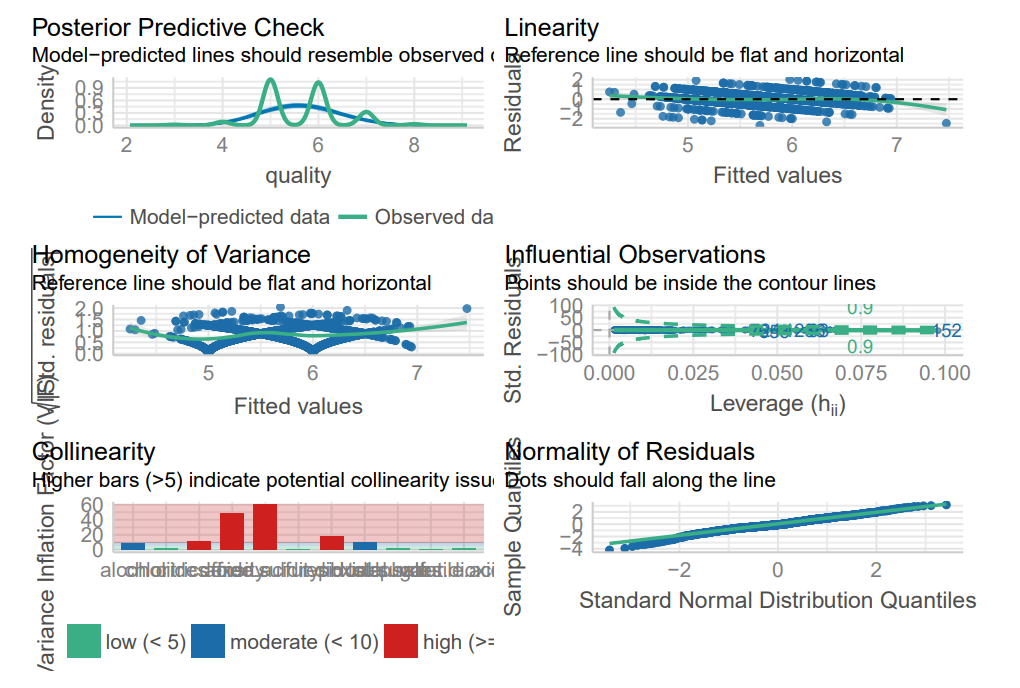 Posterior Predictive Check
Model−predicted lines should resemble observed
Density
0.9
0.6
0.3
0.0
2 4 6 8
quality
Model−predicted data Observed da
Linearity
Reference line should be flat and horizontal
Residuals
2
1
0
−1
−2
5 6 7
Fitted values
Homogeneity of Variance
Reference line should be flat and horizontal
Std. residuals
2.0
1.5
1.0
0.5
0.0
5 6 7
Fitted values
Influential Observations
Points should be inside the contour lines
Std. Residuals
100
50
0
−50
−100
0.9
0.9
152
0.000 0.025 0.050 0.075 0.100
Leverage (hii)
Collinearity
Higher bars (>5) indicate potential collinearity issu
Variance Inflation Factor (VIF)
60
40
20
0
low (< 5) moderate (< 10) high (>=
Normality of Residuals
Dots should fall along the line
Sample Quantiles
2
0
−2
−4
−2 0 2
Standard Normal Distribution Quantiles